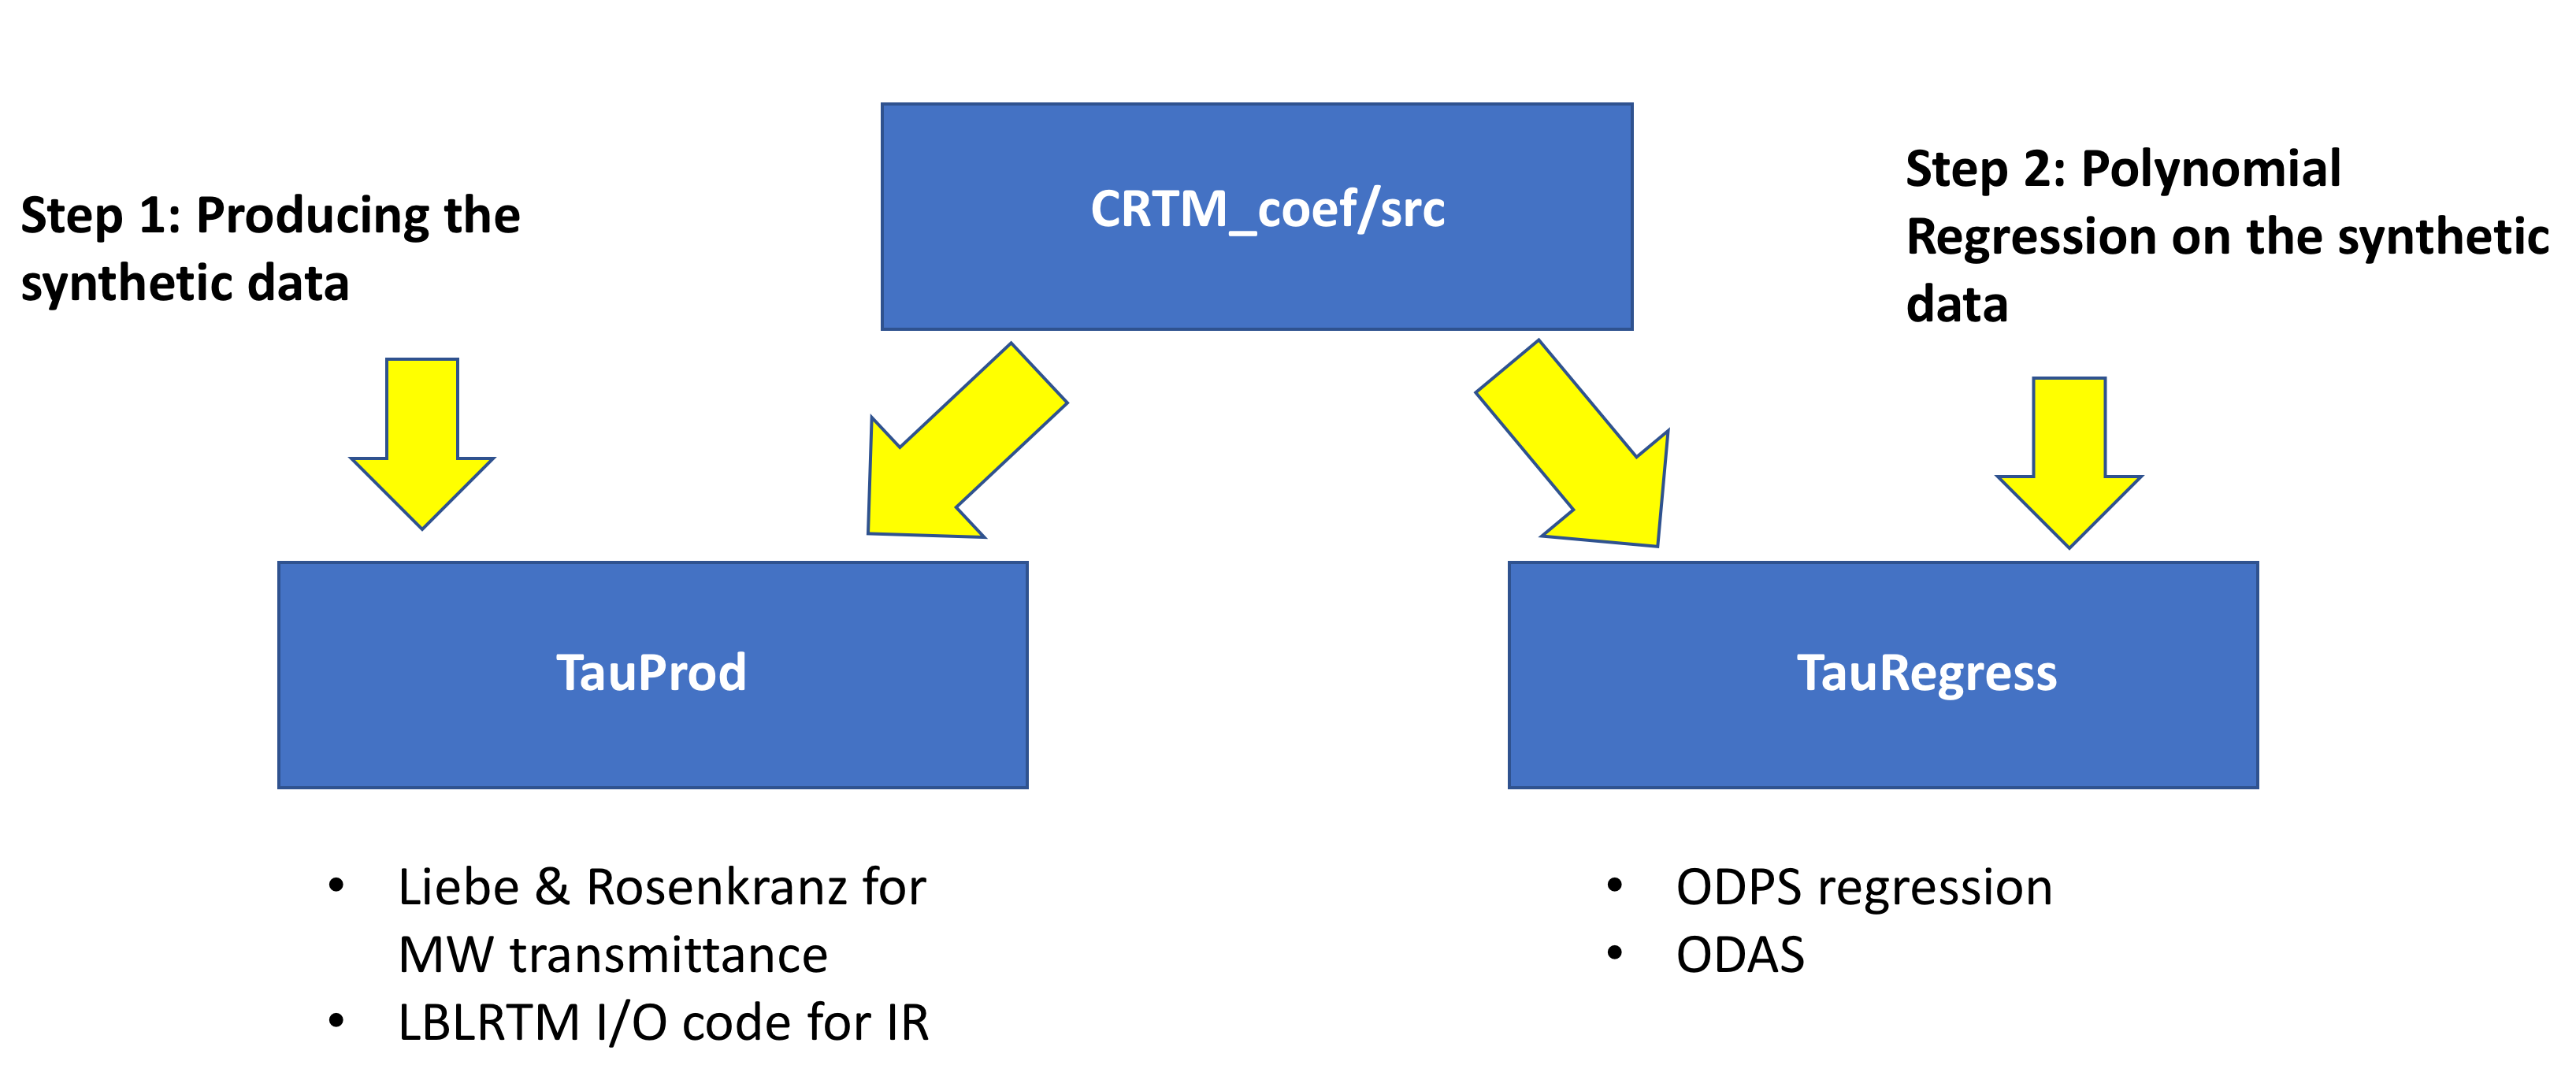 CRTM_coef/src
Step 1: Producing the
synthetic data
Step 2: Polynomial
Regression on the synthetic
data
TauProd
TauRegress
• Liebe & Rosenkranz for
MW transmittance
• LBLRTM I/O code for IR
• ODPS regression
• ODAS